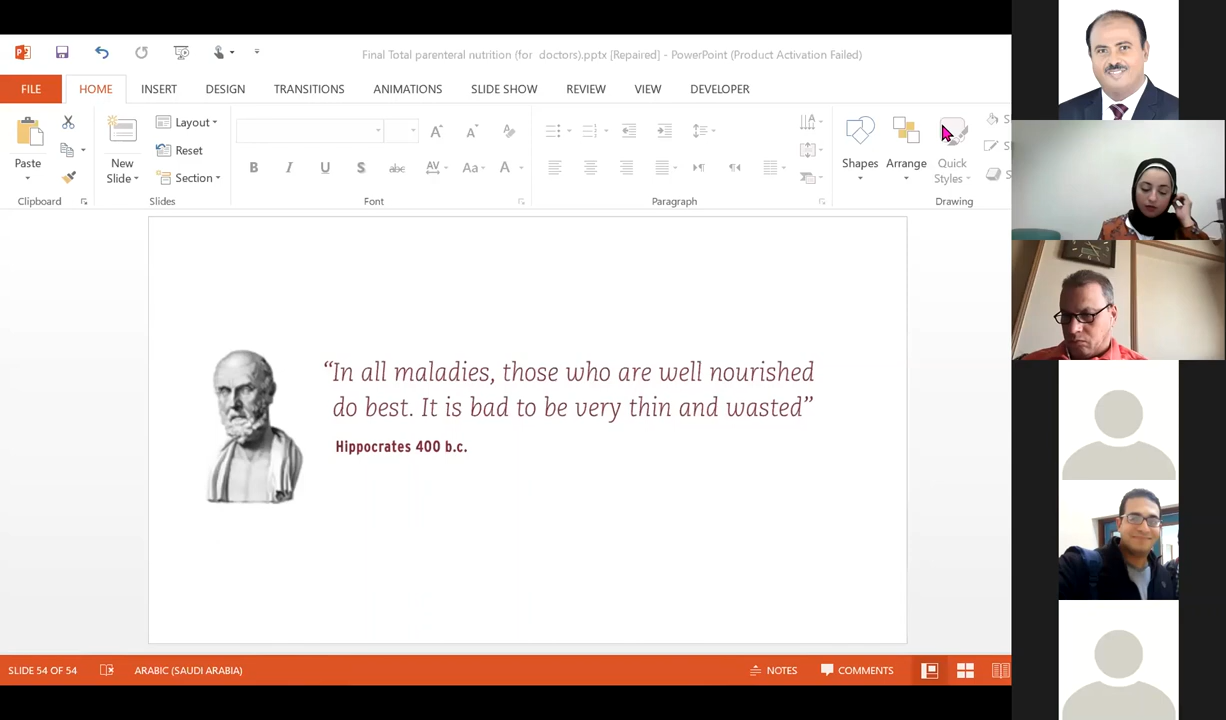 Final Total parenteral nutrition (for doctors).pptx [Repaired] - PowerPoint (Product Activation Failed)
FILE HOME INSERT DESIGN TRANSITIONS ANIMATIONS SLIDE SHOW REVIEW VIEW DEVELOPER
Paste
New
Slide
Layout
Reset
Section
B I U S abc AV Aa A
Shapes
Arrange
Quick
Styles
Clipboard
Slides
Font
Paragraph
Drawing
“In all maladies, those who are well nourished
do best. It is bad to be very thin and wasted”
Hippocrates 400 b.c.
SLIDE 54 OF 54
ARABIC (SAUDI ARABIA)
NOTES
COMMENTS